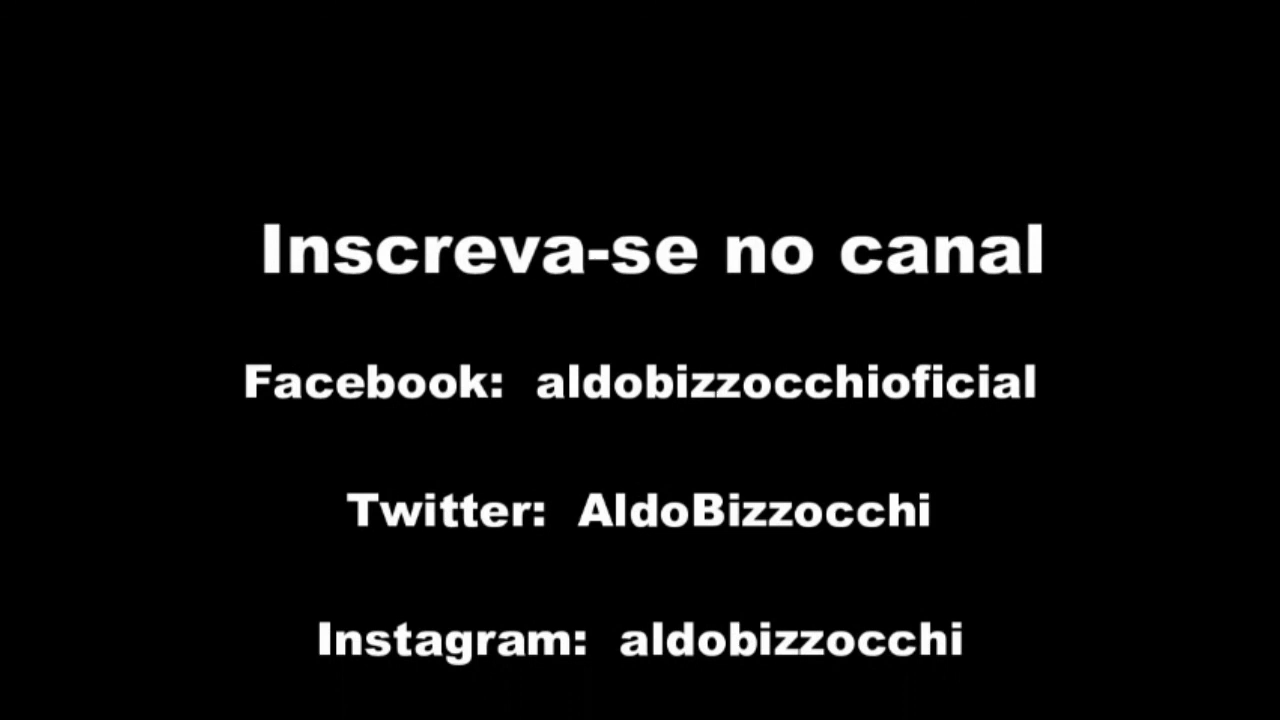 Inscreva-se no canal
Facebook: aldobizzocchioficial
Twitter: AldoBizzocchi
Instagram: aldobizzocchi